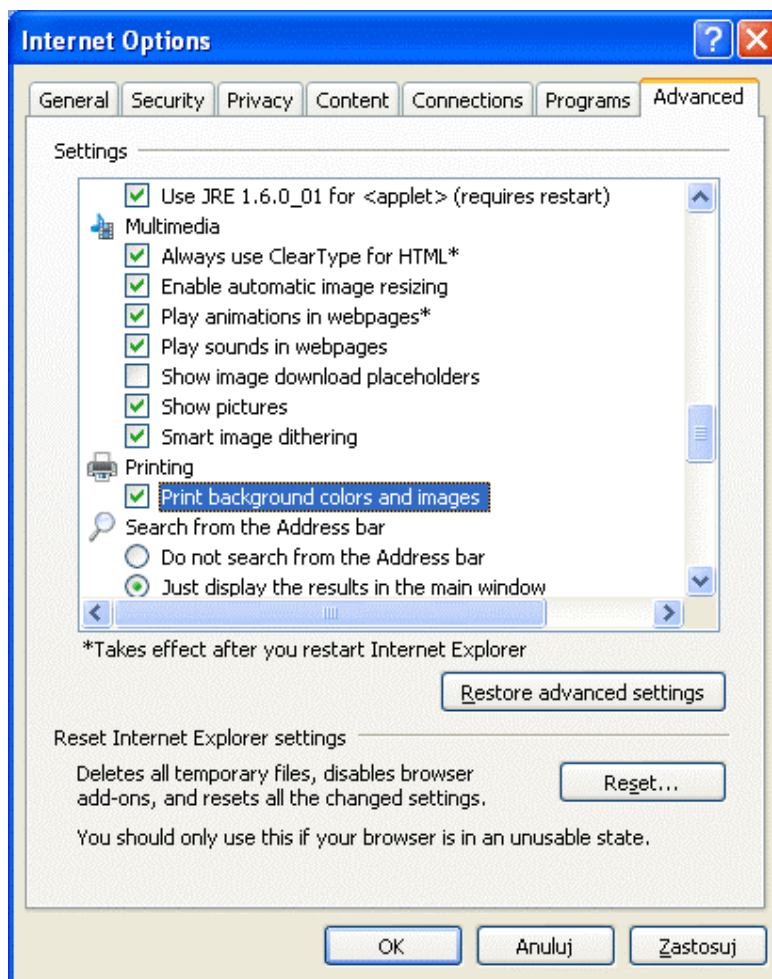 Internet Options
General Security Privacy Content Connections Programs Advanced
Settings
Use JRE 1.6.0_01 for <applet> (requires restart)
Multimedia
Always use ClearType for HTML*
Enable automatic image resizing
Play animations in webpages*
Play sounds in webpages
Show image download placeholders
Show pictures
Smart image dithering
Printing
Print background colors and images
Search from the Address bar
Do not search from the Address bar
Just display the results in the main window
*Takes effect after you restart Internet Explorer
Restore advanced settings
Reset Internet Explorer settings
Deletes all temporary files, disables browser
add-ons, and resets all the changed settings.
Reset...
You should only use this if your browser is in an unusable state.
OK Anuluj Zastosuj